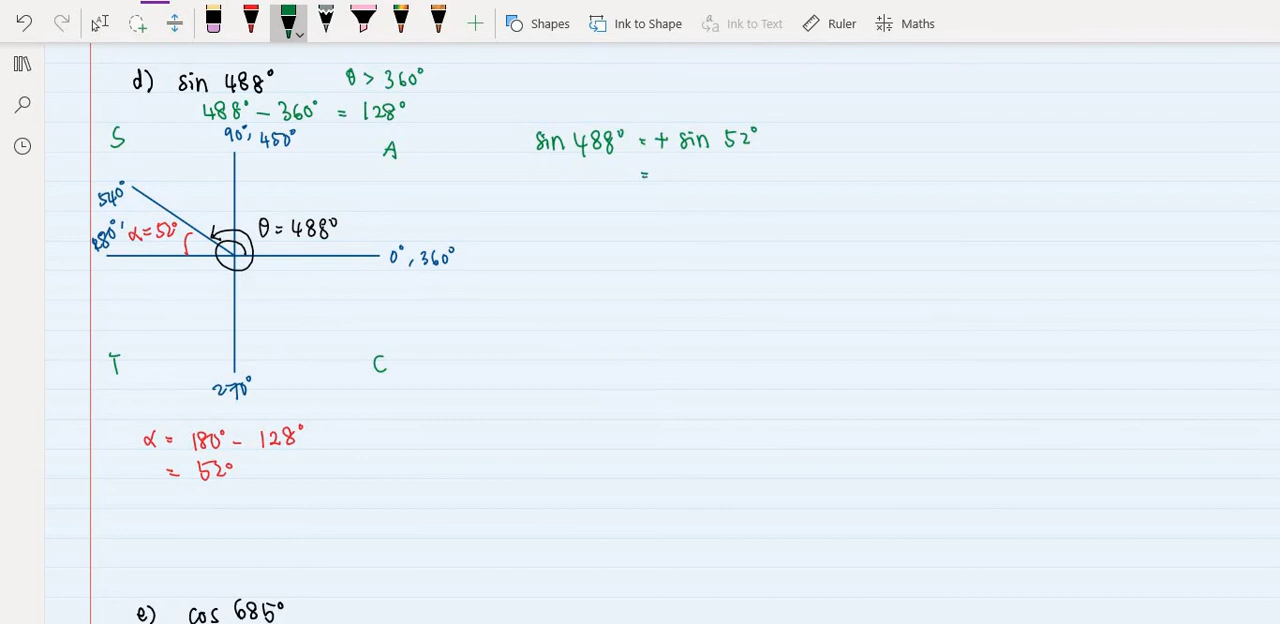 Shapes
Ink to Shape
Ink to Text
Ruler
Maths
d) sin 488° θ > 360°
488° − 360° = 128°
S
90°, 450°
A
sin 488° = + sin 52°
=
540°
180°, α = 52°
θ = 488°
0°, 360°
T
C
270°
α = 180° − 128°
= 52°
e) cos 685°